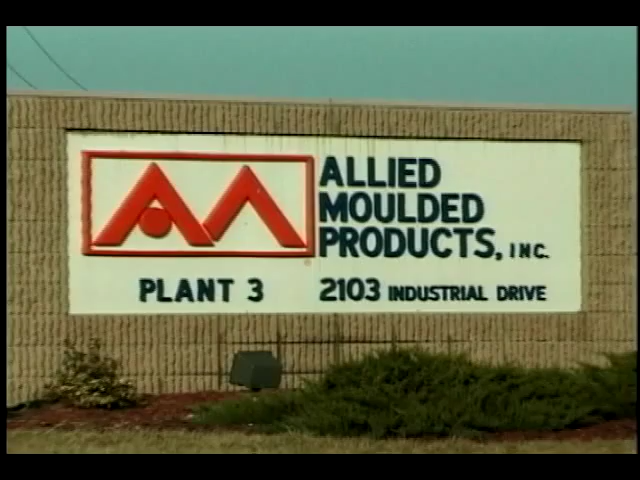 ALLIED
MOULDED
PRODUCTS, INC.
PLANT 3 2103 INDUSTRIAL DRIVE